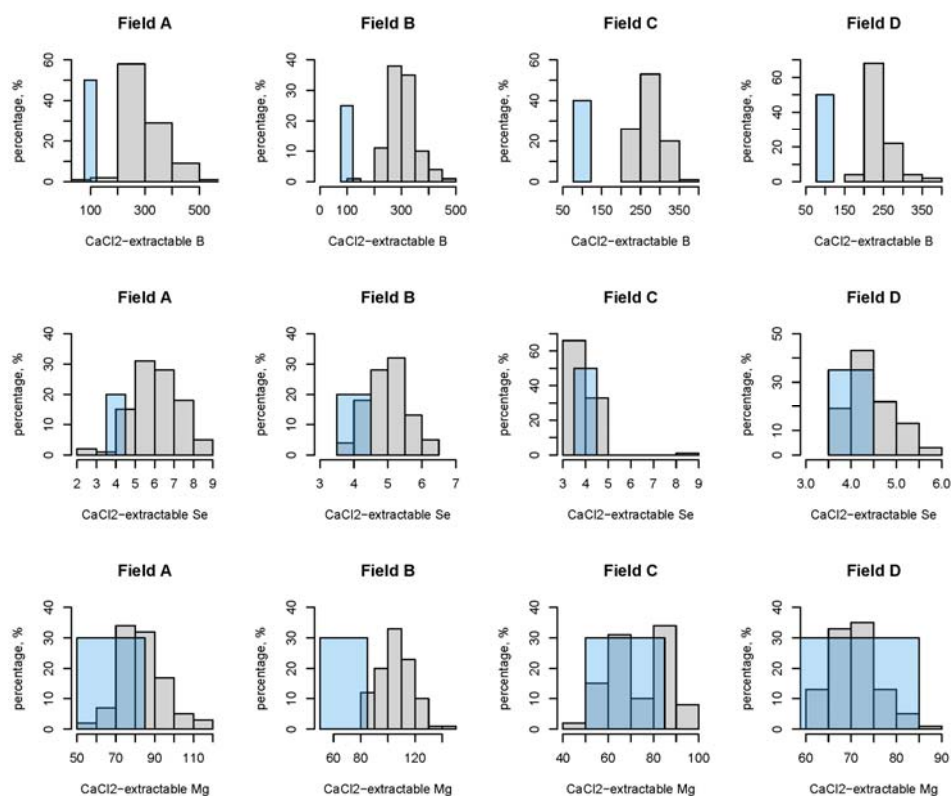 Field A
Field B
Field C
Field D
percentage, %
0 20 40 60
100 300 500
CaCl2-extractable B
percentage, %
0 10 20 30 40
0 100 200 300 400 500
CaCl2-extractable B
percentage, %
0 20 40 60
50 150 250 350
CaCl2-extractable B
percentage, %
0 20 40 60
50 150 250 350
CaCl2-extractable B
Field A
Field B
Field C
Field D
percentage, %
0 10 20 30 40
2 3 4 5 6 7 8 9
CaCl2-extractable Se
percentage, %
0 10 20 30 40
3 4 5 6 7
CaCl2-extractable Se
percentage, %
0 20 40 60
3 4 5 6 7 8 9
CaCl2-extractable Se
percentage, %
0 10 20 30 50
3.0 4.0 5.0 6.0
CaCl2-extractable Se
Field A
Field B
Field C
Field D
percentage, %
0 10 20 30 40
50 70 90 110
CaCl2-extractable Mg
percentage, %
0 10 20 30 40
60 80 120
CaCl2-extractable Mg
percentage, %
0 10 20 30 40
40 60 80 100
CaCl2-extractable Mg
percentage, %
0 10 20 30 40
60 70 80 90
CaCl2-extractable Mg